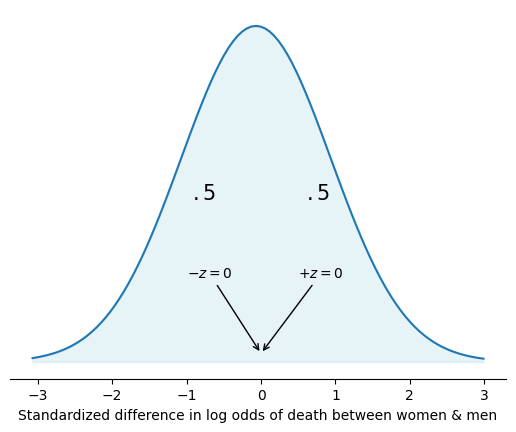 .5 .5
−z = 0 +z = 0
−3 −2 −1 0 1 2 3
Standardized difference in log odds of death between women & men